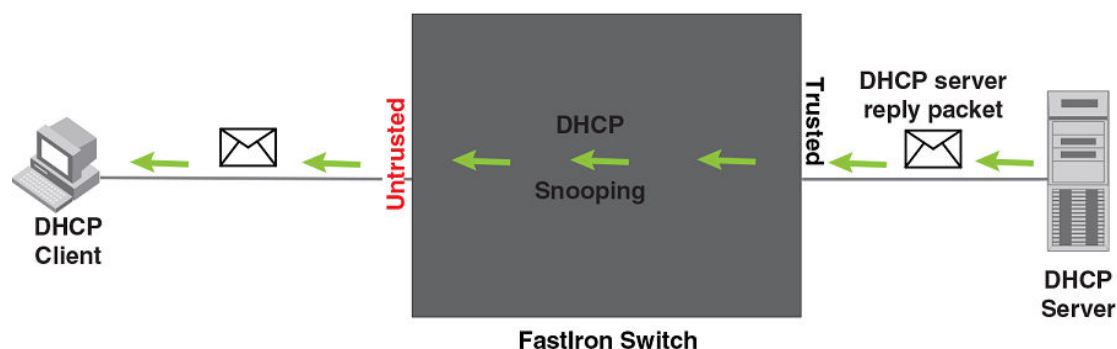 DHCP
Client
Untrusted
DHCP
Snooping
Trusted
DHCP server
reply packet
DHCP
Server
FastIron Switch